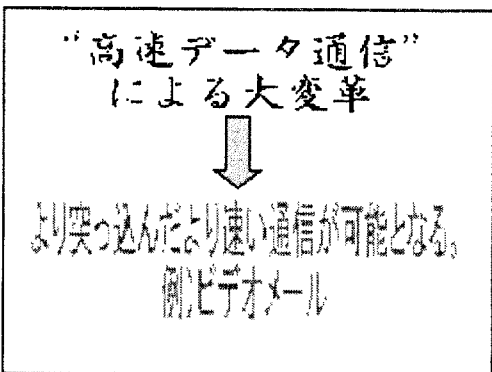 “高速データ通信”
による大変革
より突っ込んだより速い通信が可能となる。
例)ビデオメール